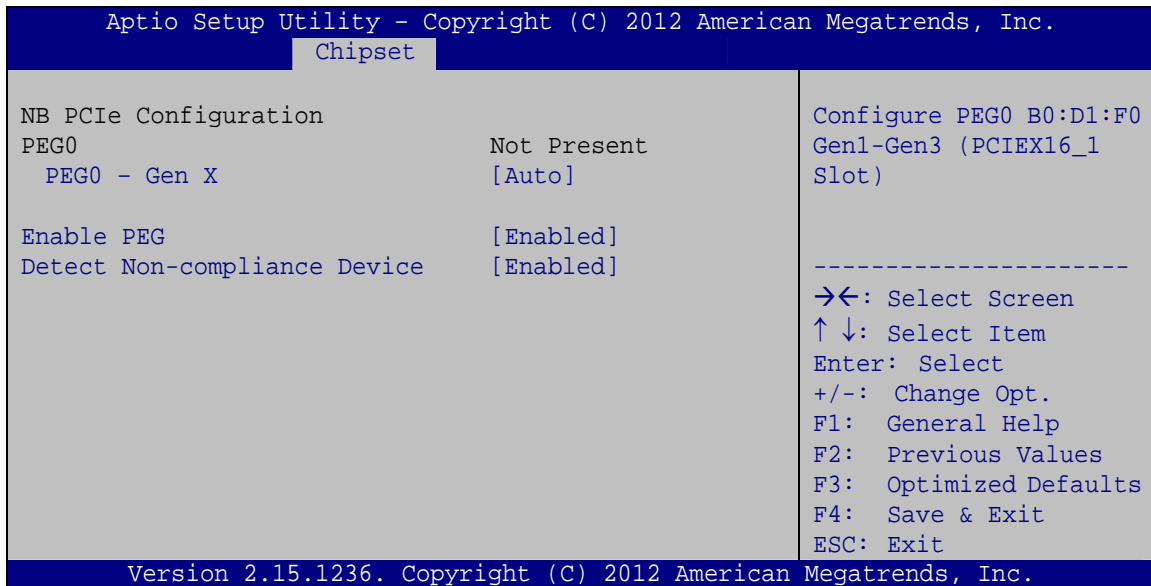 Aptio Setup Utility – Copyright (C) 2012 American Megatrends, Inc.
Chipset
NB PCIe Configuration
PEG0 Not Present
PEG0 – Gen X [Auto]
Enable PEG [Enabled]
Detect Non-compliance Device [Enabled]
Configure PEG0 B0:D1:F0
Gen1-Gen3 (PCIEX16_1
Slot)
----------------------
→←: Select Screen
↑ ↓: Select Item
Enter: Select
+/-: Change Opt.
F1: General Help
F2: Previous Values
F3: Optimized Defaults
F4: Save & Exit
ESC: Exit
Version 2.15.1236. Copyright (C) 2012 American Megatrends, Inc.